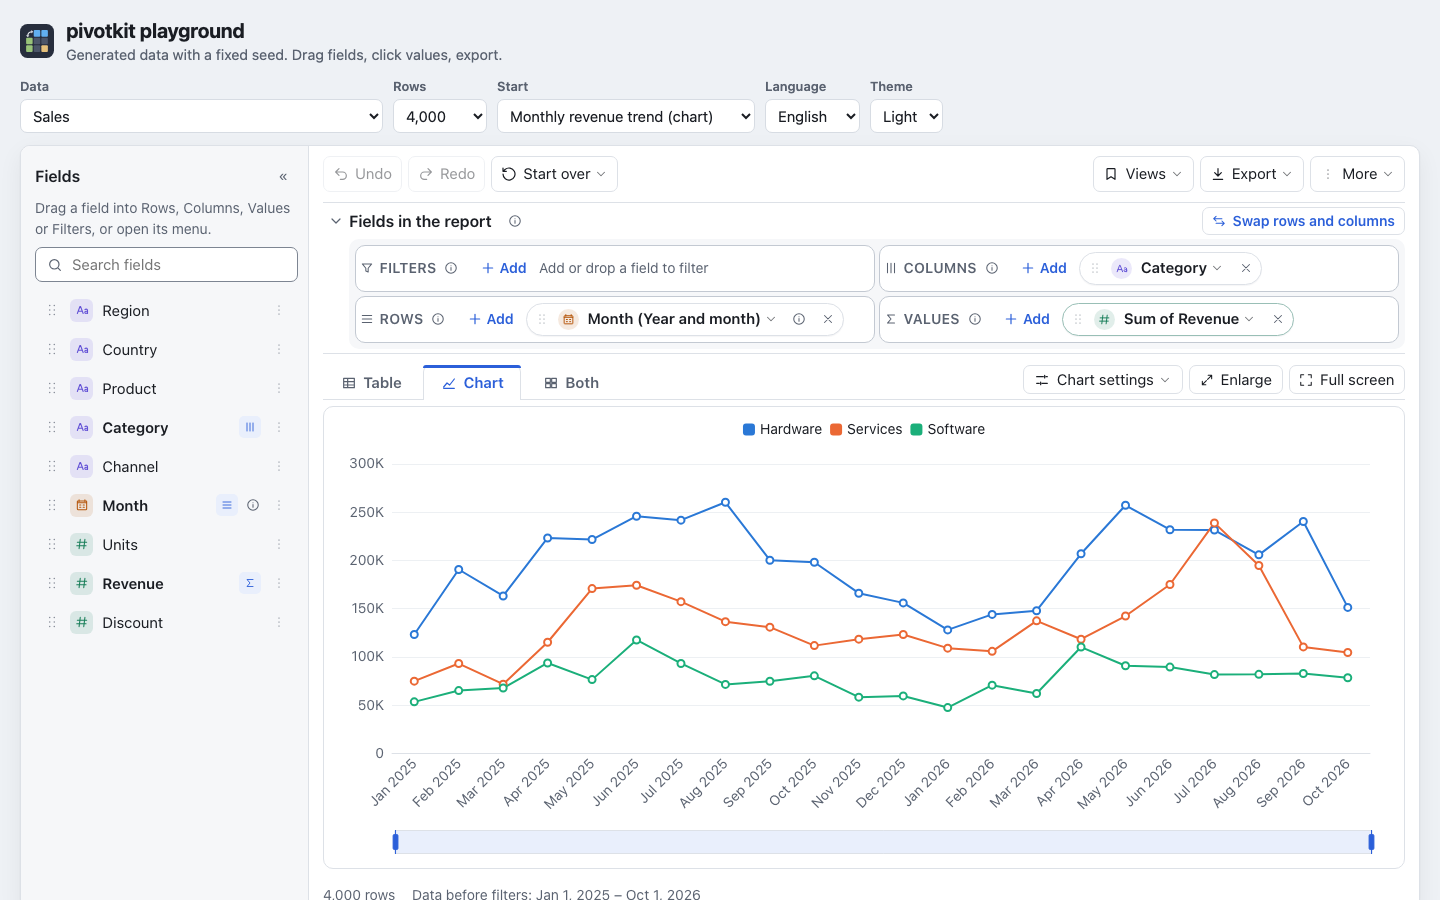 pivotkit playground
Generated data with a fixed seed. Drag fields, click values, export.
Data
Rows
Start
Language
Theme
Sales
4,000
Monthly revenue trend (chart)
English
Light
Fields
«
Drag a field into Rows, Columns, Values
or Filters, or open its menu.
Search fields
Aa Region
Aa Country
Aa Product
Aa Category
Aa Channel
Month
# Units
# Revenue Σ
# Discount
Undo
Redo
Start over
Views
Export
More
Fields in the report
Swap rows and columns
FILTERS
+ Add
Add or drop a field to filter
COLUMNS
+ Add
Aa Category
ROWS
+ Add
Month (Year and month)
Σ VALUES
+ Add
# Sum of Revenue
Table
Chart
Both
Chart settings
Enlarge
Full screen
Hardware Services Software
300K
250K
200K
150K
100K
50K
0
Jan 2025
Feb 2025
Mar 2025
Apr 2025
May 2025
Jun 2025
Jul 2025
Aug 2025
Sep 2025
Oct 2025
Nov 2025
Dec 2025
Jan 2026
Feb 2026
Mar 2026
Apr 2026
May 2026
Jun 2026
Jul 2026
Aug 2026
Sep 2026
Oct 2026
4,000 rows Data before filters: Jan 1, 2025 – Oct 1, 2026